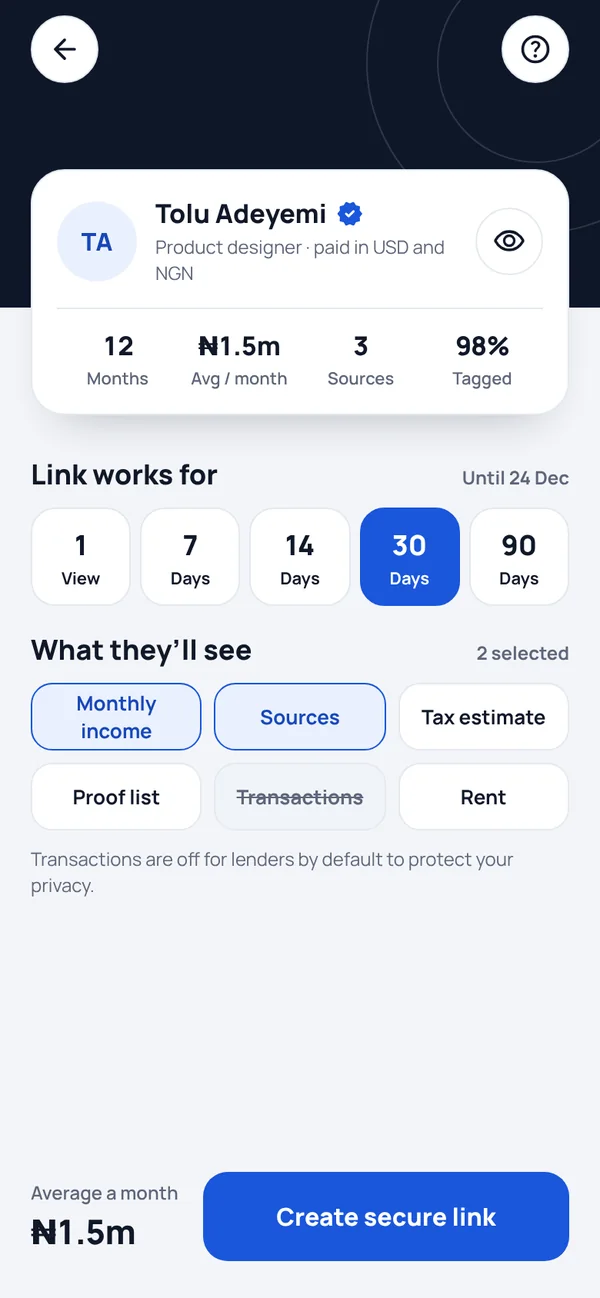 TA
Tolu Adeyemi
Product designer · paid in USD and
NGN
12
Months
₦1.5m
Avg / month
3
Sources
98%
Tagged
Link works for
Until 24 Dec
1
View
7
Days
14
Days
30
Days
90
Days
What they’ll see
2 selected
Monthly
income
Sources
Tax estimate
Proof list
Transactions
Rent
Transactions are off for lenders by default to protect your
privacy.
Average a month
₦1.5m
Create secure link